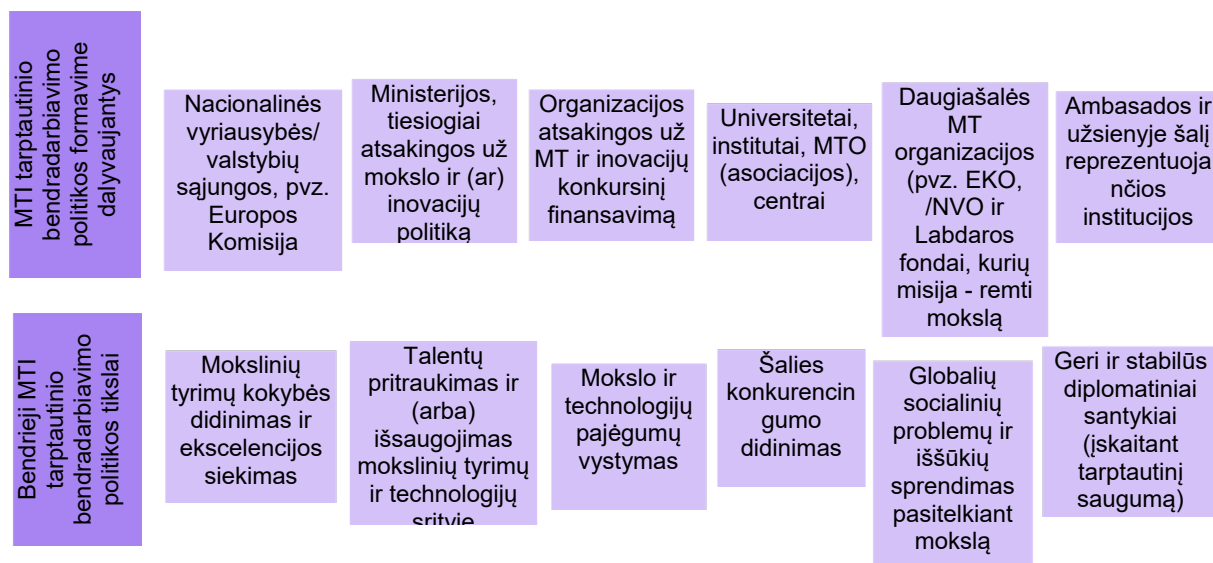 MTI tarptautinio
bendradarbiavimo
politikos formavime
dalyvaujantys
Nacionalinės
vyriausybės/
valstybių
sąjungos, pvz.
Europos
Komisija
Ministerijos,
tiesiogiai
atsakingos už
mokslo ir (ar)
inovacijų
politiką
Organizacijos
atsakingos už
MT ir inovacijų
konkursinį
finansavimą
Universitetai,
institutai, MTO
(asociacijos),
centrai
Daugiašalės
MT
organizacijos
(pvz. EKO,
/NVO ir
Labdaros
fondai, kurių
misija - remti
mokslą
Ambasados ir
užsienyje šalį
reprezentuoja
nčios
institucijos
Bendrieji MTI
tarptautinio
bendradarbiavimo
politikos tikslai
Mokslinių
tyrimų kokybės
didinimas ir
ekscelencijos
siekimas
Talentų
pritraukimas ir
(arba)
išsaugojimas
mokslinių tyrimų
ir technologijų
srityje
Mokslo ir
technologijų
pajėgumų
vystymas
Šalies
konkurencin
gumo
didinimas
Globalių
socialinių
problemų ir
iššūkių
sprendimas
pasitelkiant
mokslą
Geri ir stabilūs
diplomatiniai
santykiai
(įskaitant
tarptautinį
saugumą)